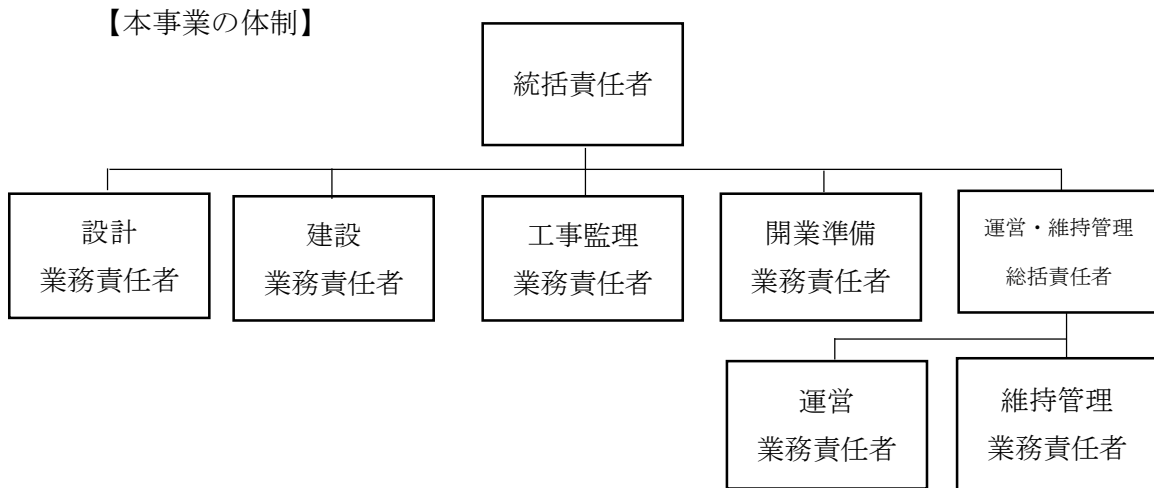 【本事業の体制】
統括責任者
設計
業務責任者
建設
業務責任者
工事監理
業務責任者
開業準備
業務責任者
運営・維持管理
総括責任者
運営
業務責任者
維持管理
業務責任者